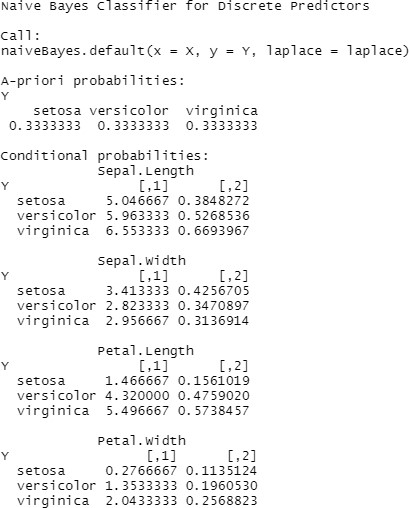 Naive Bayes Classifier for Discrete Predictors
Call:
naiveBayes.default(x = X, y = Y, laplace = laplace)
A-priori probabilities:
Y
    setosa versicolor  virginica
 0.3333333  0.3333333  0.3333333
Conditional probabilities:
            Sepal.Length
Y                [,1]      [,2]
  setosa     5.046667 0.3848272
  versicolor 5.963333 0.5268536
  virginica  6.553333 0.6693967
            Sepal.Width
Y                [,1]      [,2]
  setosa     3.413333 0.4256705
  versicolor 2.823333 0.3470897
  virginica  2.956667 0.3136914
            Petal.Length
Y                [,1]      [,2]
  setosa     1.466667 0.1561019
  versicolor 4.320000 0.4759020
  virginica  5.496667 0.5738457
            Petal.Width
Y                 [,1]      [,2]
  setosa     0.2766667 0.1135124
  versicolor 1.3533333 0.1960530
  virginica  2.0433333 0.2568823